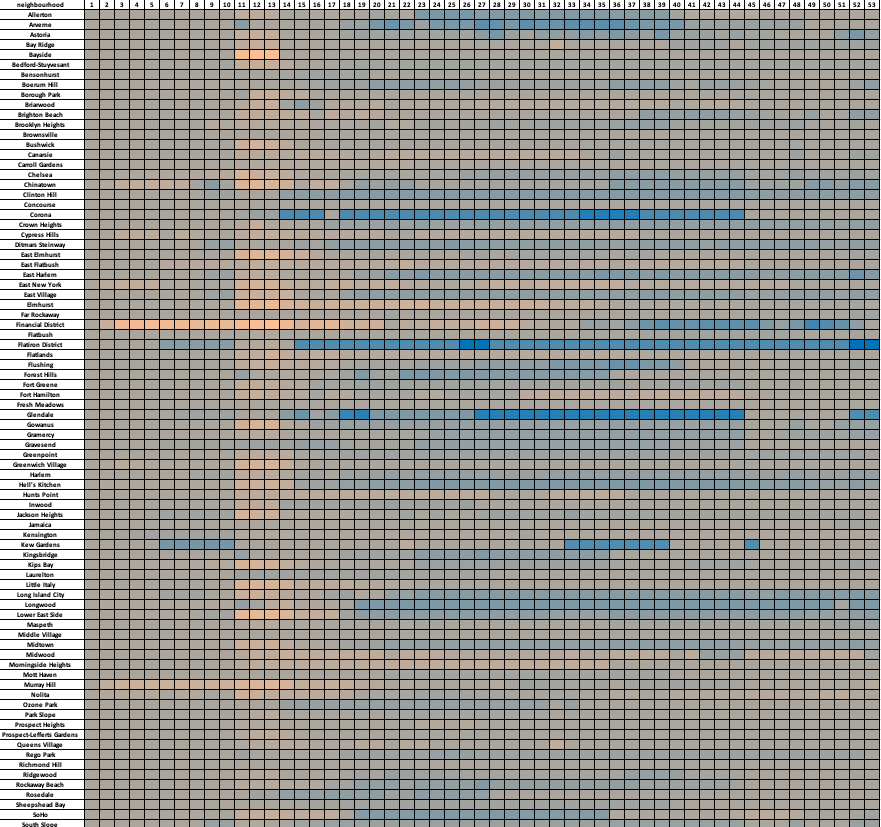 neighbourhood 1 2 3 4 5 6 7 8 9 10 11 12 13 14 15 16 17 18 19 20 21 22 23 24 25 26 27 28 29 30 31 32 33 34 35 36 37 38 39 40 41 42 43 44 45 46 47 48 49 50 51 52 53
Allerton
Arverne
Astoria
Bay Ridge
Bayside
Bedford-Stuyvesant
Bensonhurst
Boerum Hill
Borough Park
Briarwood
Brighton Beach
Brooklyn Heights
Brownsville
Bushwick
Canarsie
Carroll Gardens
Chelsea
Chinatown
Clinton Hill
Concourse
Corona
Crown Heights
Cypress Hills
Ditmars Steinway
East Elmhurst
East Flatbush
East Harlem
East New York
East Village
Elmhurst
Far Rockaway
Financial District
Flatbush
Flatiron District
Flatlands
Flushing
Forest Hills
Fort Greene
Fort Hamilton
Fresh Meadows
Glendale
Gowanus
Gramercy
Gravesend
Greenpoint
Greenwich Village
Harlem
Hell's Kitchen
Hunts Point
Inwood
Jackson Heights
Jamaica
Kensington
Kew Gardens
Kingsbridge
Kips Bay
Laurelton
Little Italy
Long Island City
Longwood
Lower East Side
Maspeth
Middle Village
Midtown
Midwood
Morningside Heights
Mott Haven
Murray Hill
Nolita
Ozone Park
Park Slope
Prospect Heights
Prospect-Lefferts Gardens
Queens Village
Rego Park
Richmond Hill
Ridgewood
Rockaway Beach
Rosedale
Sheepshead Bay
SoHo
South Slope